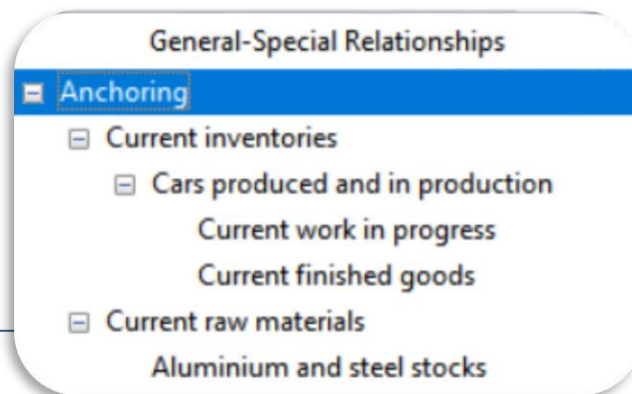 General-Special Relationships
Anchoring
Current inventories
Cars produced and in production
Current work in progress
Current finished goods
Current raw materials
Aluminium and steel stocks